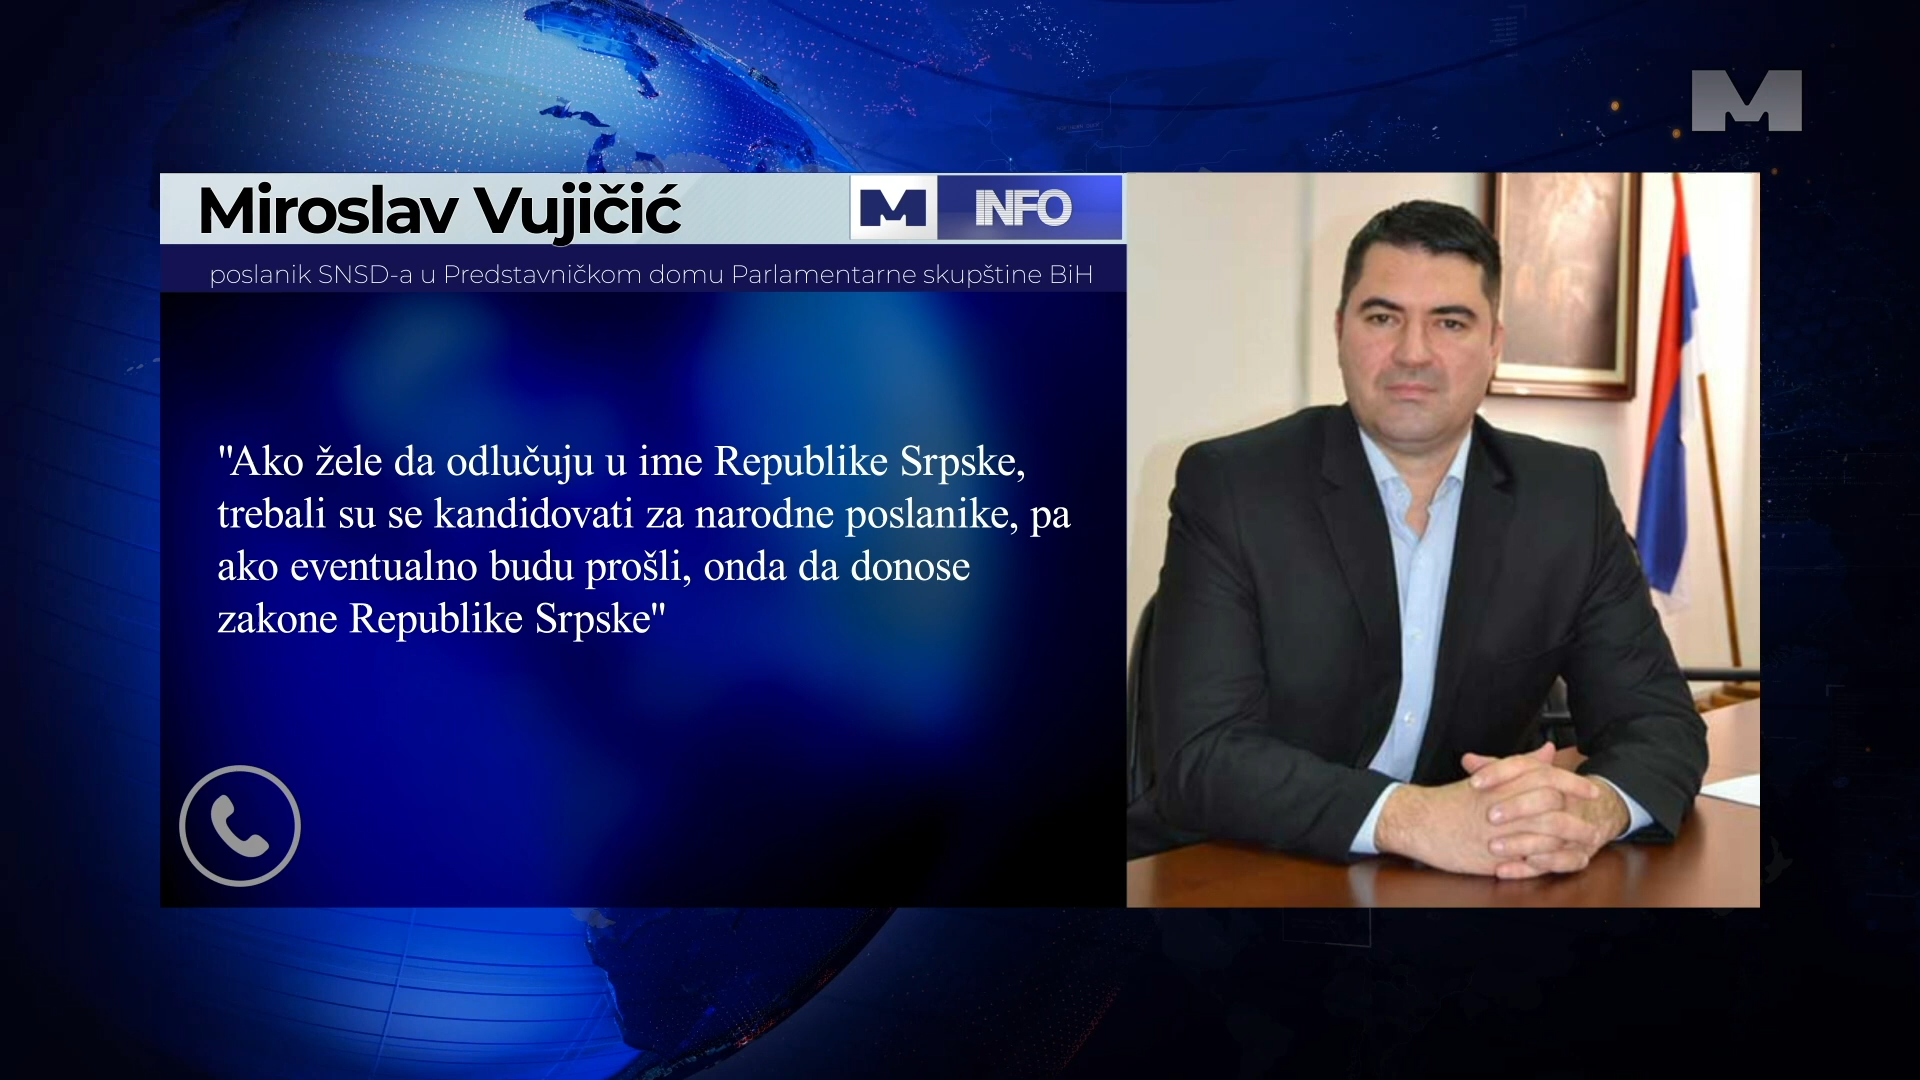 M
Miroslav Vujičić
M INFO
poslanik SNSD-a u Predstavničkom domu Parlamentarne skupštine BiH
"Ako žele da odlučuju u ime Republike Srpske,
trebali su se kandidovati za narodne poslanike, pa
ako eventualno budu prošli, onda da donose
zakone Republike Srpske"